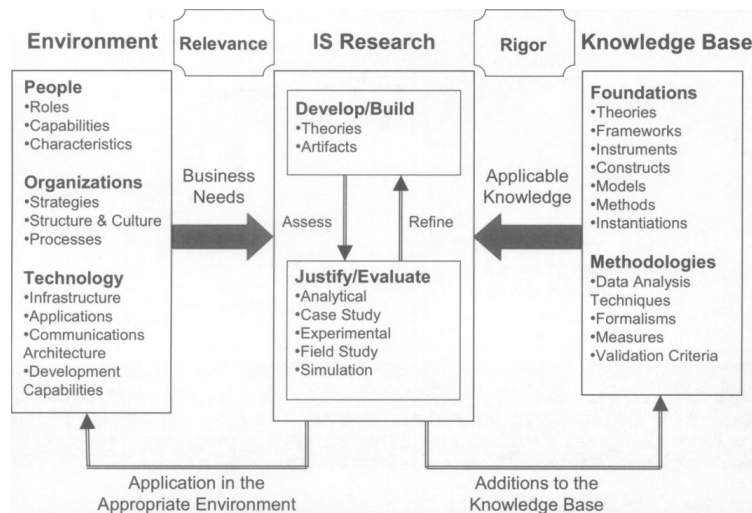 Environment
Relevance
IS Research
Rigor
Knowledge Base
People
•Roles
•Capabilities
•Characteristics
Organizations
•Strategies
•Structure & Culture
•Processes
Technology
•Infrastructure
•Applications
•Communications
Architecture
•Development
Capabilities
Business
Needs
Develop/Build
•Theories
•Artifacts
Assess
Refine
Justify/Evaluate
•Analytical
•Case Study
•Experimental
•Field Study
•Simulation
Applicable
Knowledge
Foundations
•Theories
•Frameworks
•Instruments
•Constructs
•Models
•Methods
•Instantiations
Methodologies
•Data Analysis
Techniques
•Formalisms
•Measures
•Validation Criteria
Application in the
Appropriate Environment
Additions to the
Knowledge Base